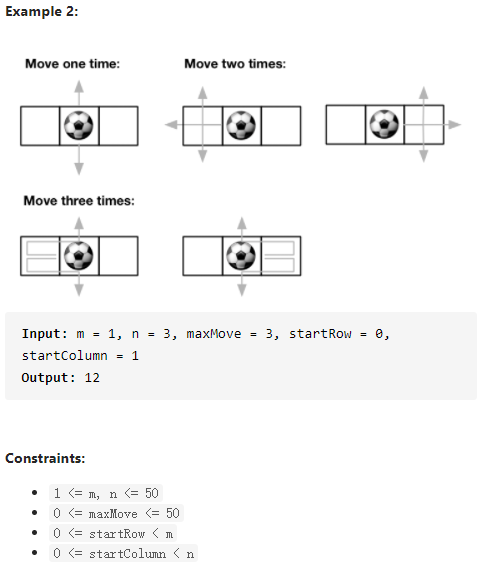 Example 2:
Move one time:
Move two times:
Move three times:
Input: m = 1, n = 3, maxMove = 3, startRow = 0,
startColumn = 1
Output: 12
Constraints:
• 1 <= m, n <= 50
• 0 <= maxMove <= 50
• 0 <= startRow < m
• 0 <= startColumn < n